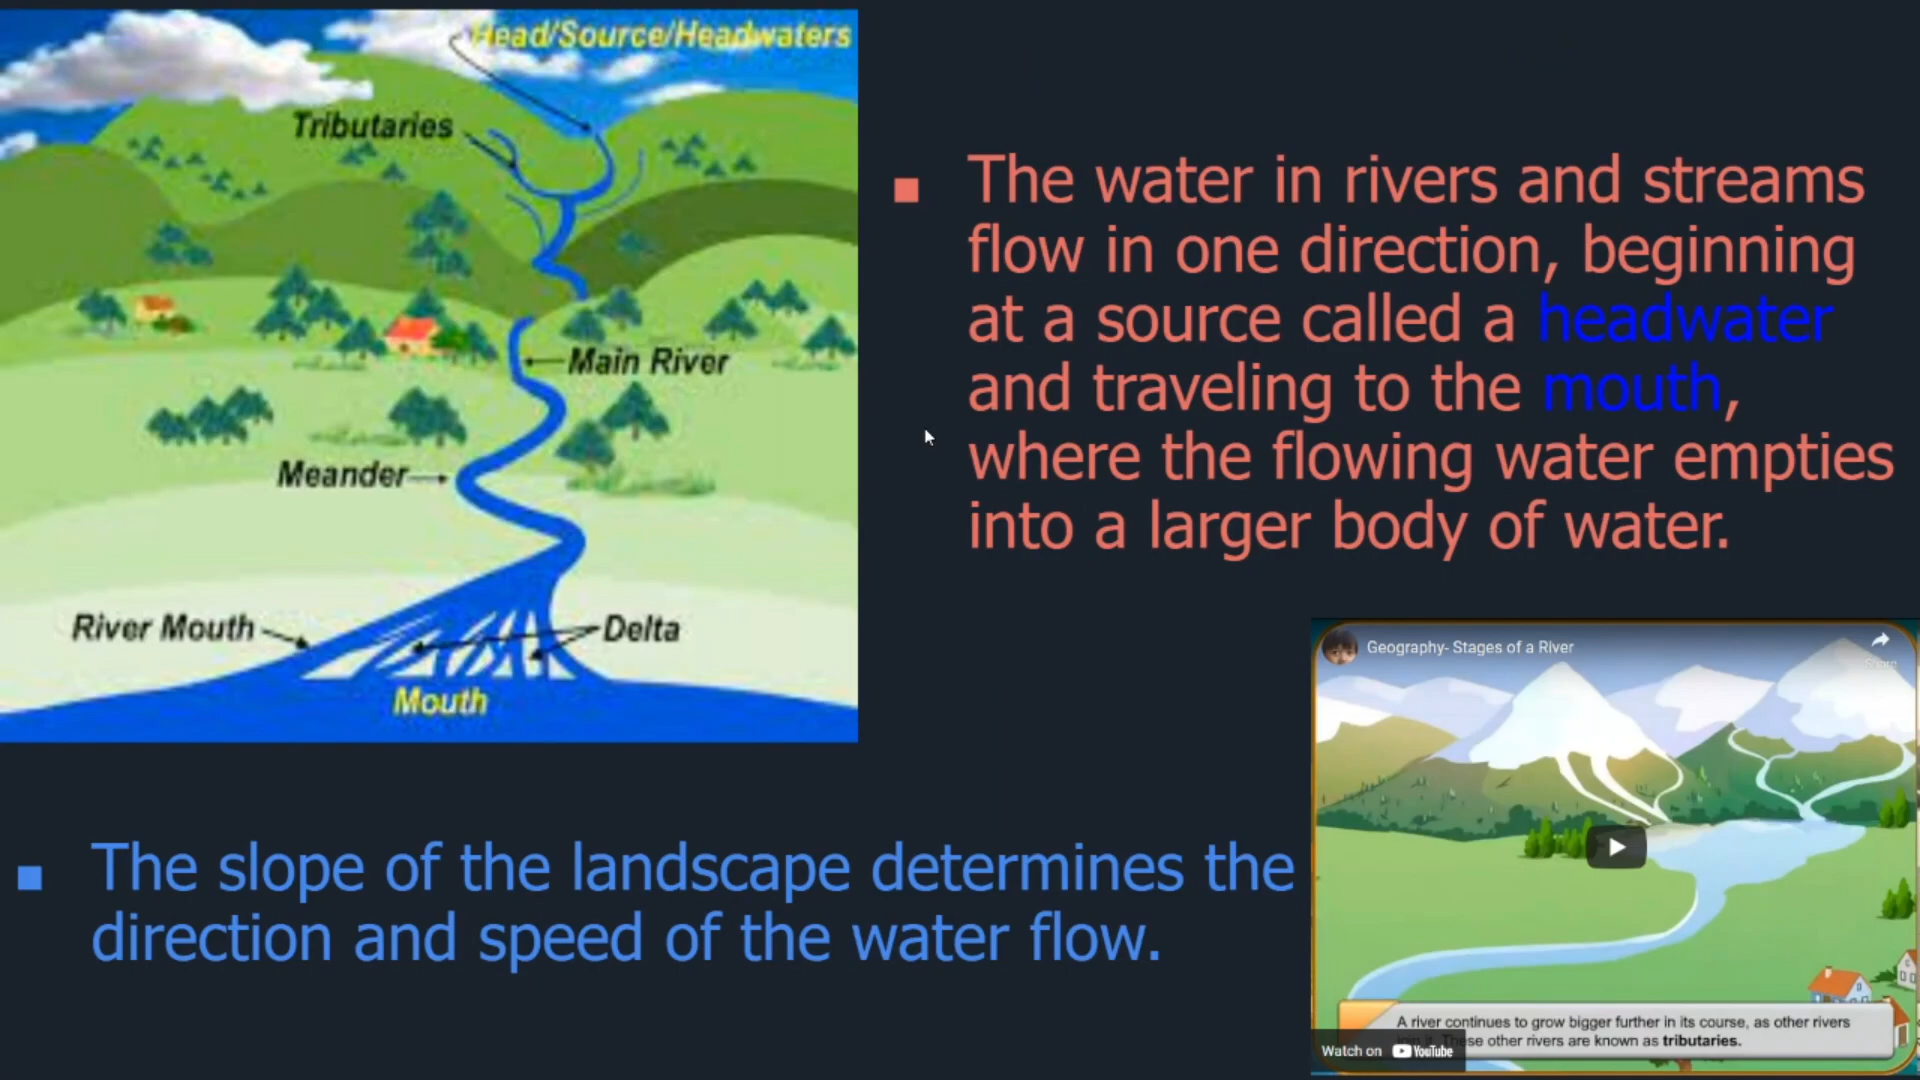 Head/Source/Headwaters
Tributaries
Main River
Meander
River Mouth
Delta
Mouth
▪ The water in rivers and streams
flow in one direction, beginning
at a source called a headwater
and traveling to the mouth,
where the flowing water empties
into a larger body of water.
▪ The slope of the landscape determines the
direction and speed of the water flow.
Geography- Stages of a River
Share
A river continues to grow bigger further in its course, as other rivers
join it. These other rivers are known as tributaries.
Watch on YouTube